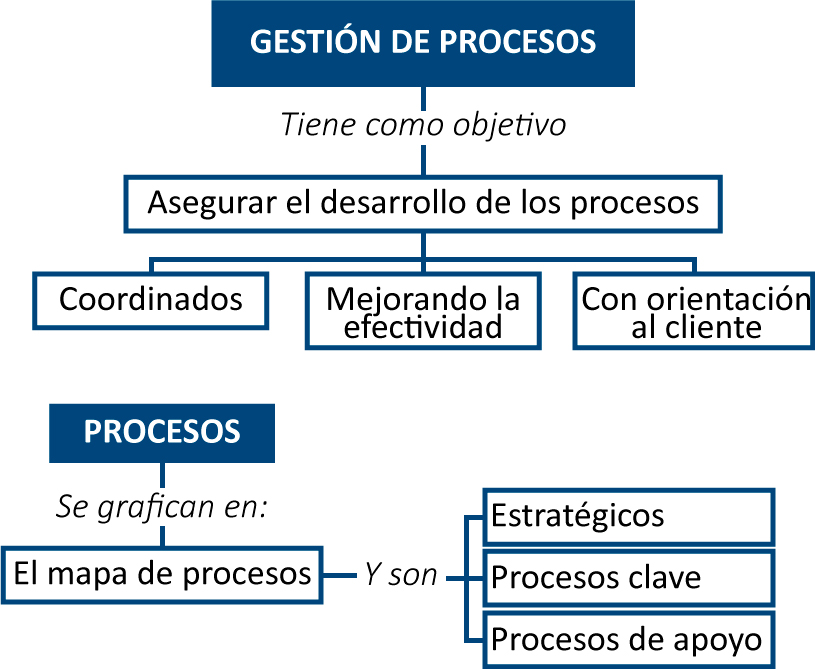 GESTIÓN DE PROCESOS
Tiene como objetivo
Asegurar el desarrollo de los procesos
Coordinados
Mejorando la
efectividad
Con orientación
al cliente
PROCESOS
Se grafican en:
El mapa de procesos
Y son
Estratégicos
Procesos clave
Procesos de apoyo